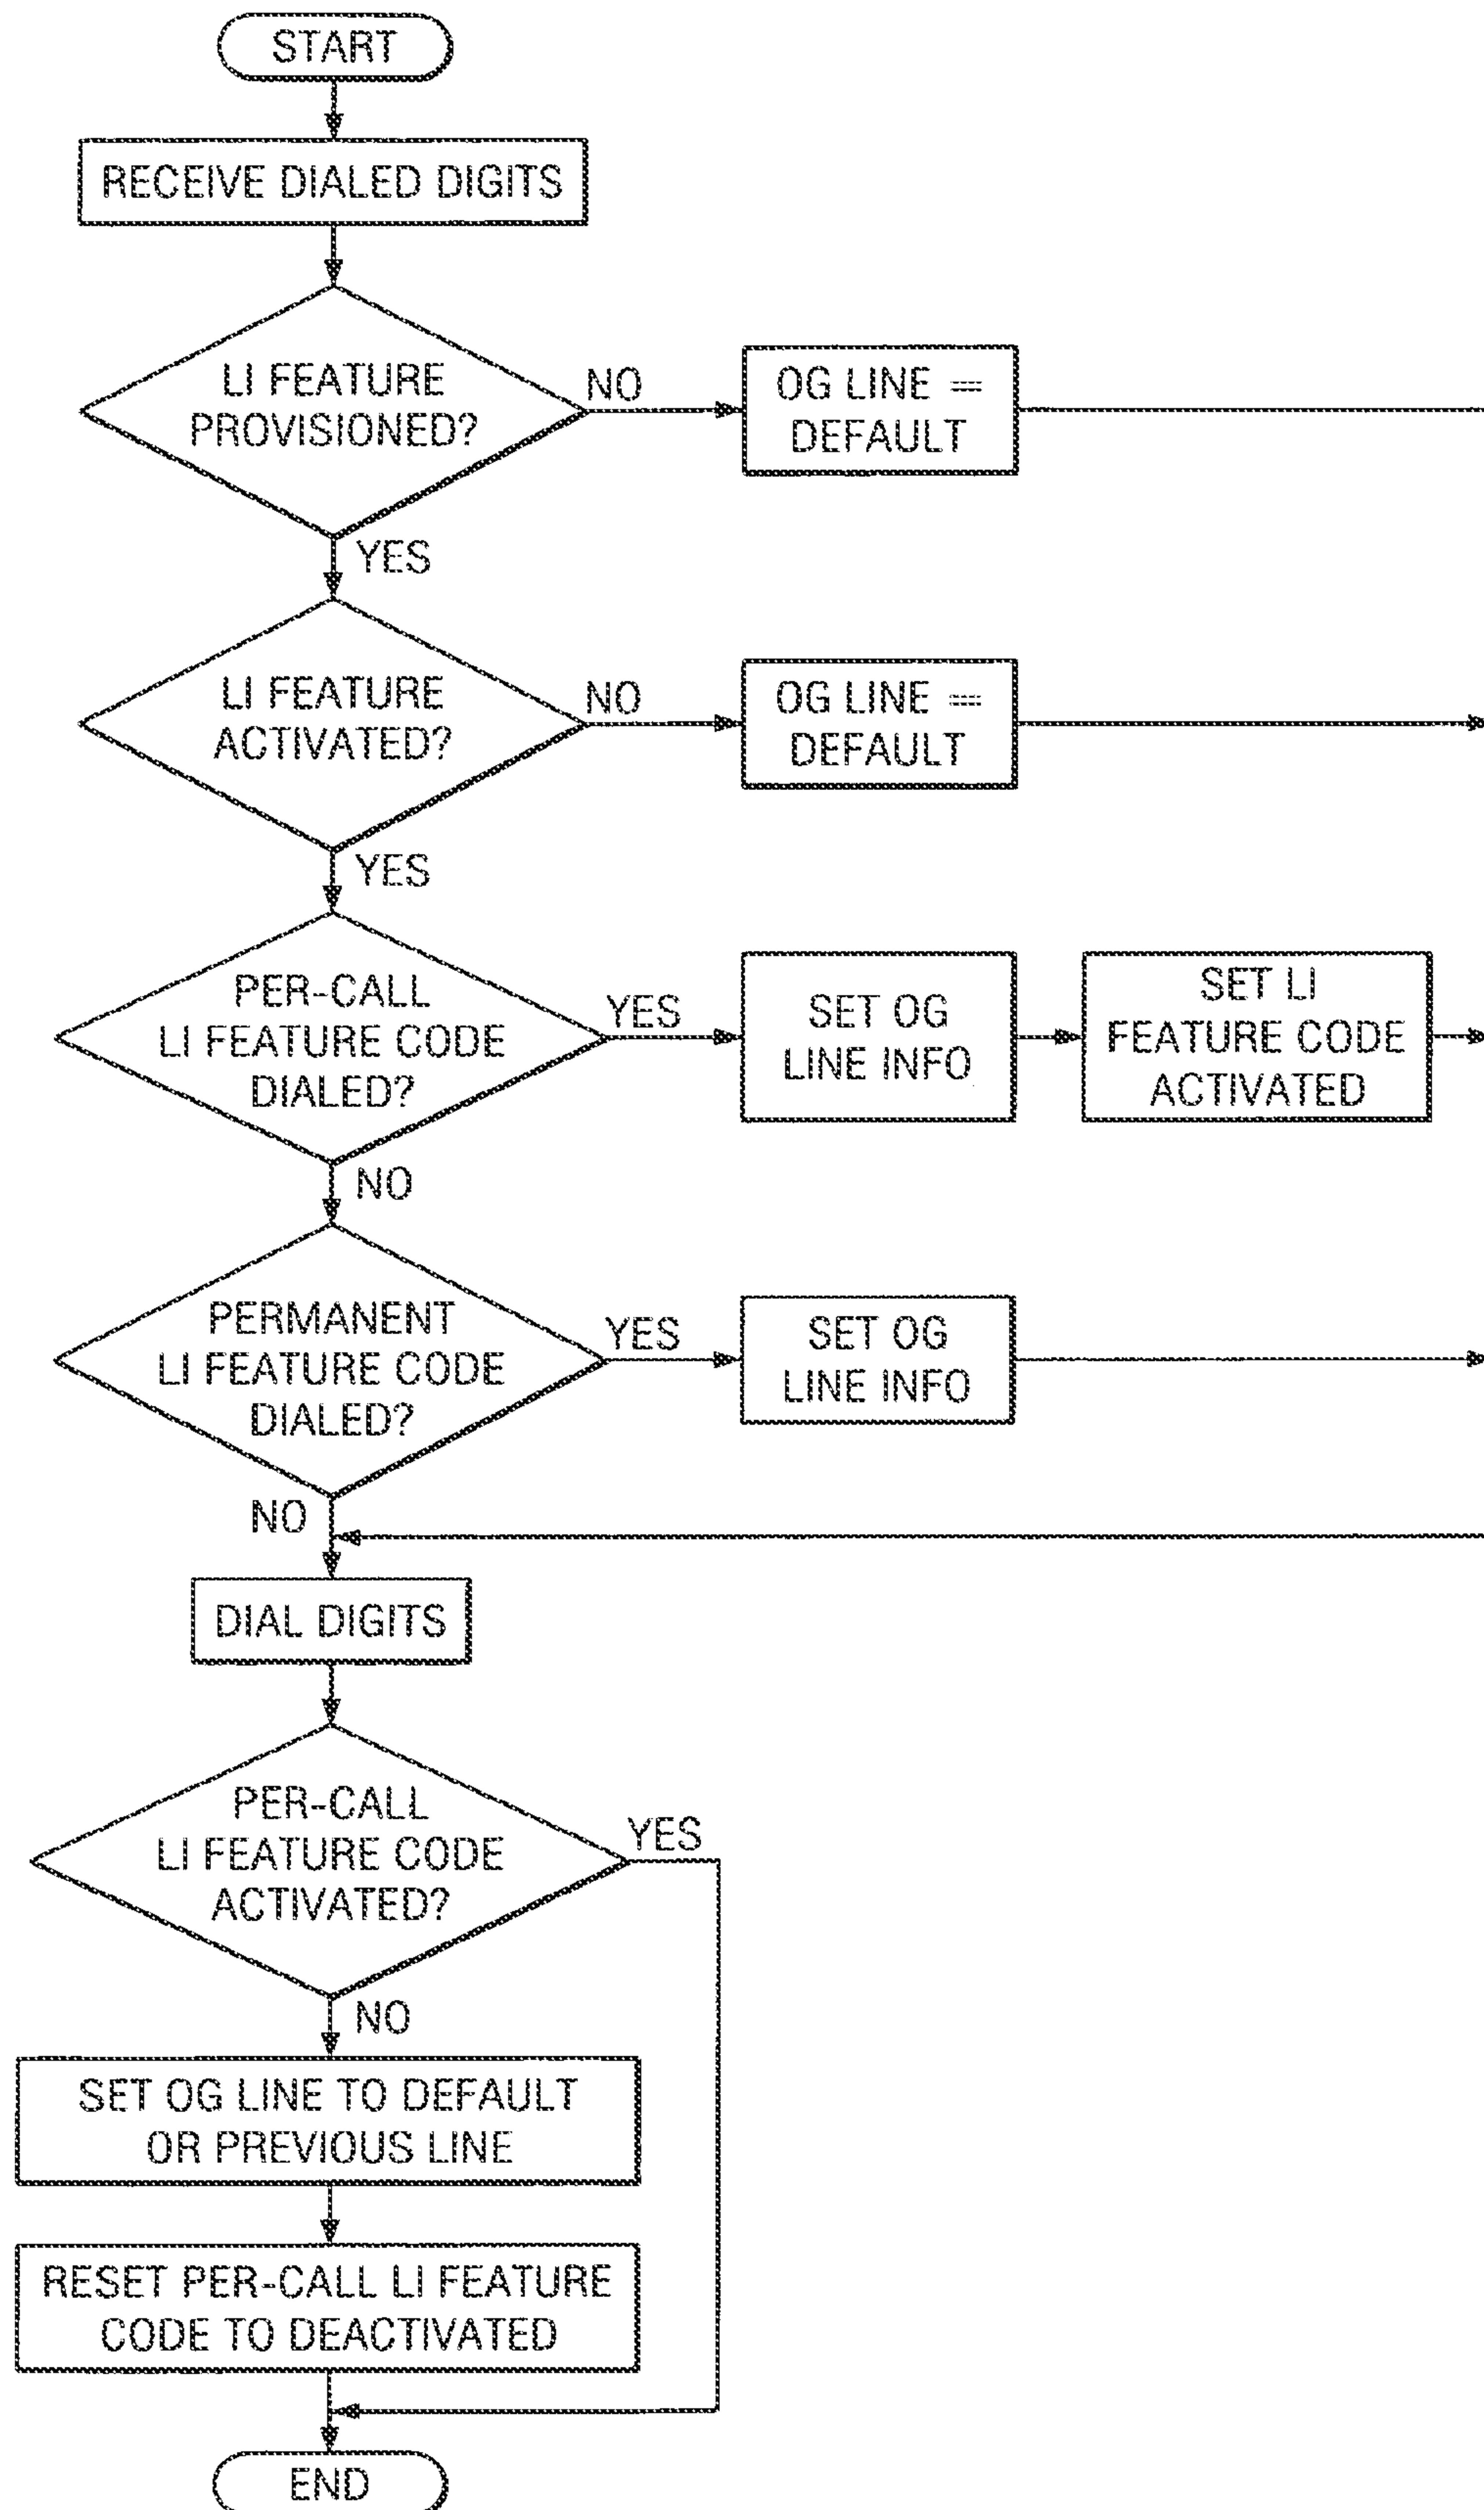 START
RECEIVE DIALED DIGITS
LI FEATURE
PROVISIONED?
NO
OG LINE =
DEFAULT
YES
LI FEATURE
ACTIVATED?
NO
OG LINE =
DEFAULT
YES
PER-CALL
LI FEATURE CODE
DIALED?
YES
SET OG
LINE INFO
SET LI
FEATURE CODE
ACTIVATED
NO
PERMANENT
LI FEATURE CODE
DIALED?
YES
SET OG
LINE INFO
NO
DIAL DIGITS
PER-CALL
LI FEATURE CODE
ACTIVATED?
YES
NO
SET OG LINE TO DEFAULT
OR PREVIOUS LINE
RESET PER-CALL LI FEATURE
CODE TO DEACTIVATED
END